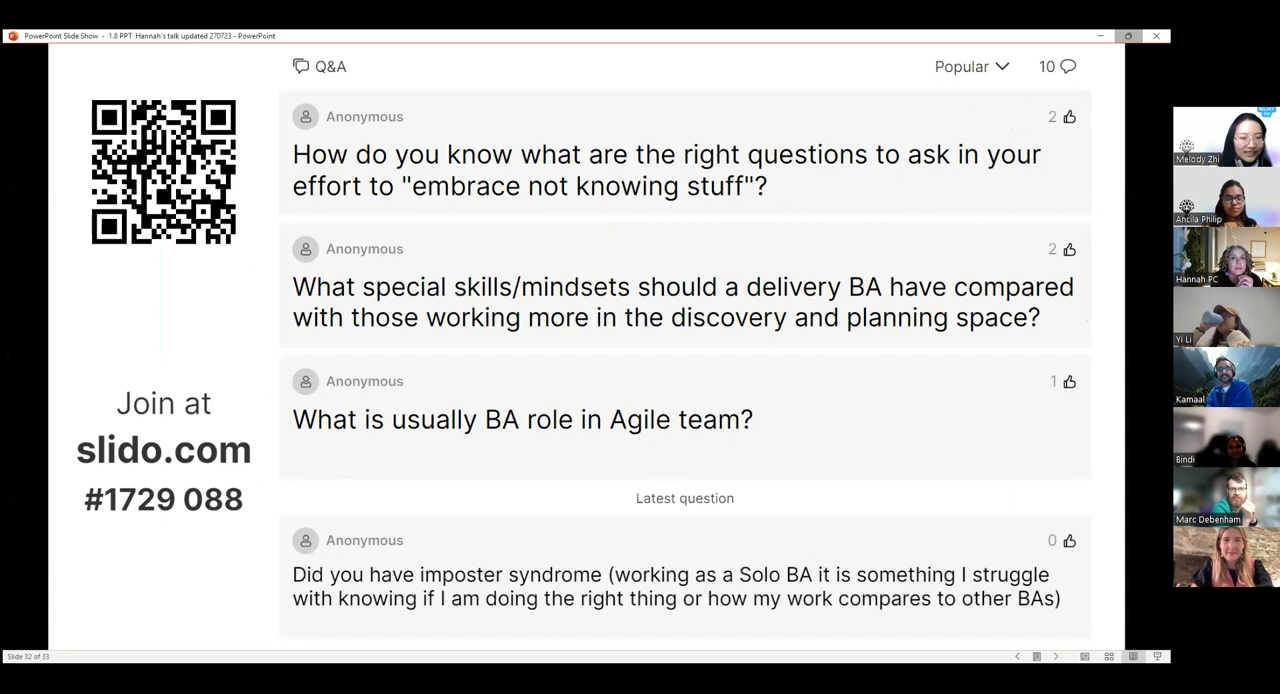 PowerPoint Slide Show - 1.8 PPT Hannah's talk updated 270723 - PowerPoint
Q&A
Popular
10
Anonymous
2
How do you know what are the right questions to ask in your
effort to "embrace not knowing stuff"?
Anonymous
2
What special skills/mindsets should a delivery BA have compared
with those working more in the discovery and planning space?
Anonymous
1
What is usually BA role in Agile team?
Latest question
Anonymous
0
Did you have imposter syndrome (working as a Solo BA it is something I struggle
with knowing if I am doing the right thing or how my work compares to other BAs)
Join at
slido.com
#1729 088
Slide 32 of 33
Melody Zhi
Ancila Philip
Hannah PC
Yi Li
Kamaal
Bindi
Marc Debenham